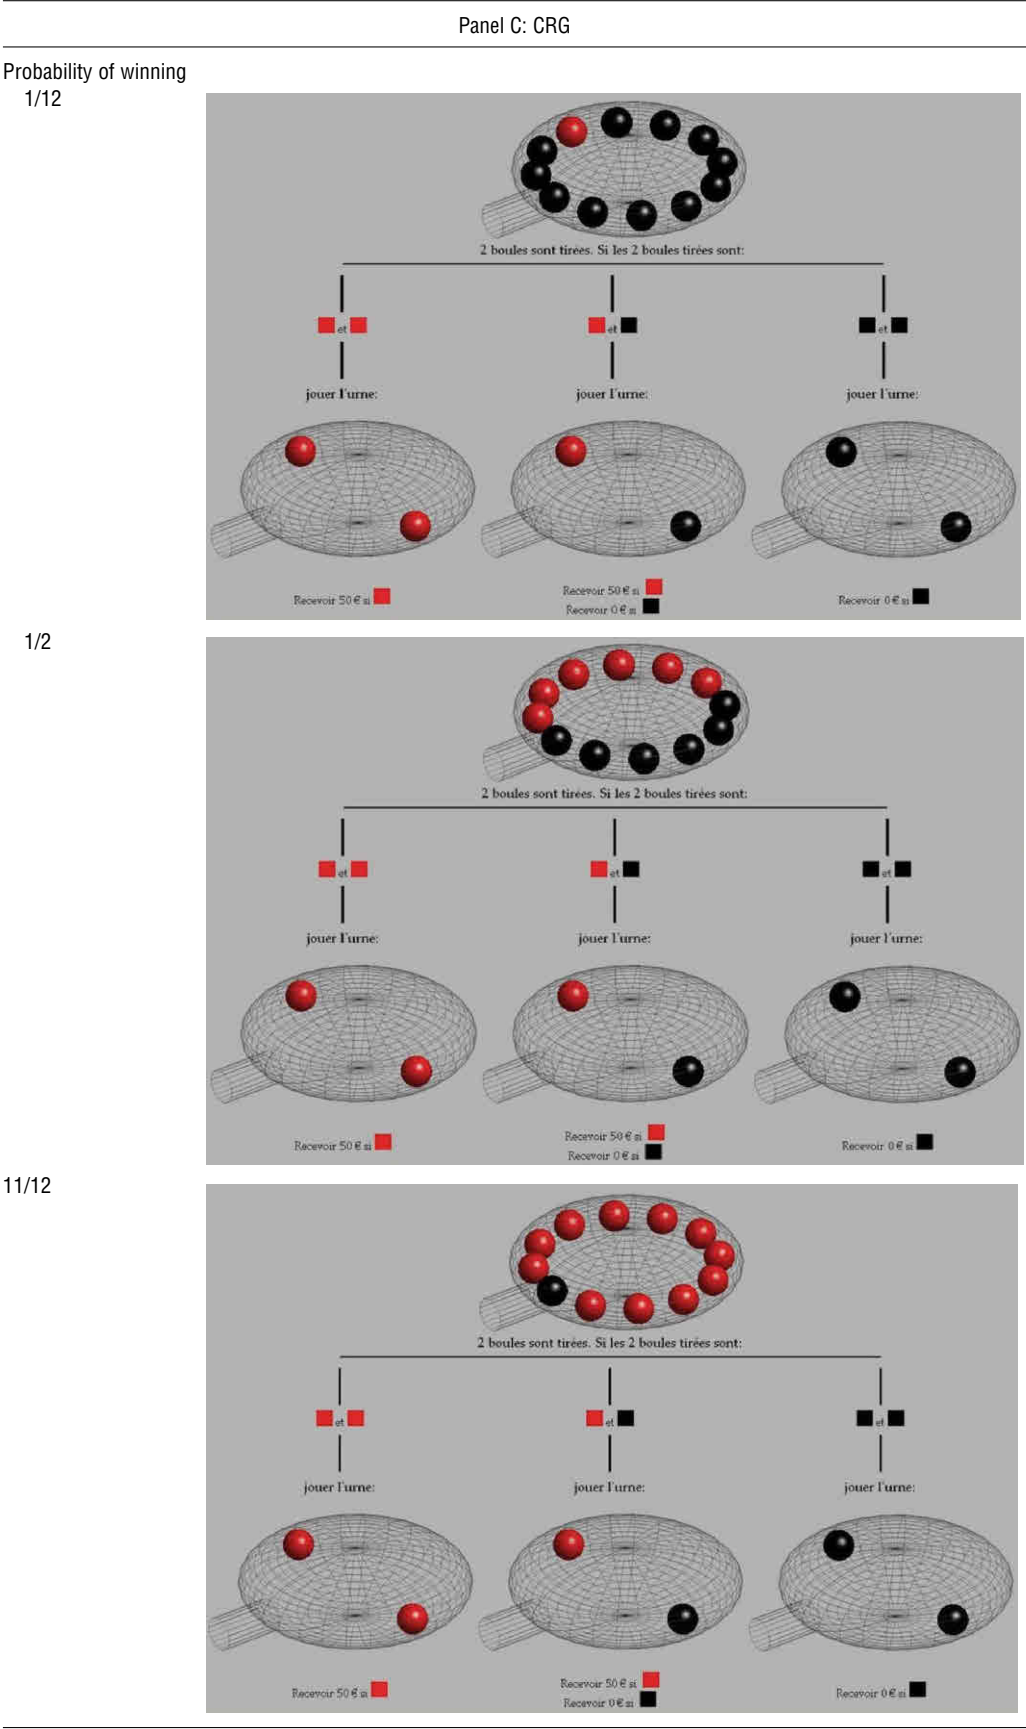 Panel C: CRG
Probability of winning
1/12
2 boules sont tirées. Si les 2 boules tirées sont:
et et et
jouer l'urne: jouer l'urne: jouer l'urne:
Recevoir 50 € si Recevoir 50 € si Recevoir 0 € si
Recevoir 0 € si
1/2
2 boules sont tirées. Si les 2 boules tirées sont:
et et et
jouer l'urne: jouer l'urne: jouer l'urne:
Recevoir 50 € si Recevoir 50 € si Recevoir 0 € si
Recevoir 0 € si
11/12
2 boules sont tirées. Si les 2 boules tirées sont:
et et et
jouer l'urne: jouer l'urne: jouer l'urne:
Recevoir 50 € si Recevoir 50 € si Recevoir 0 € si
Recevoir 0 € si